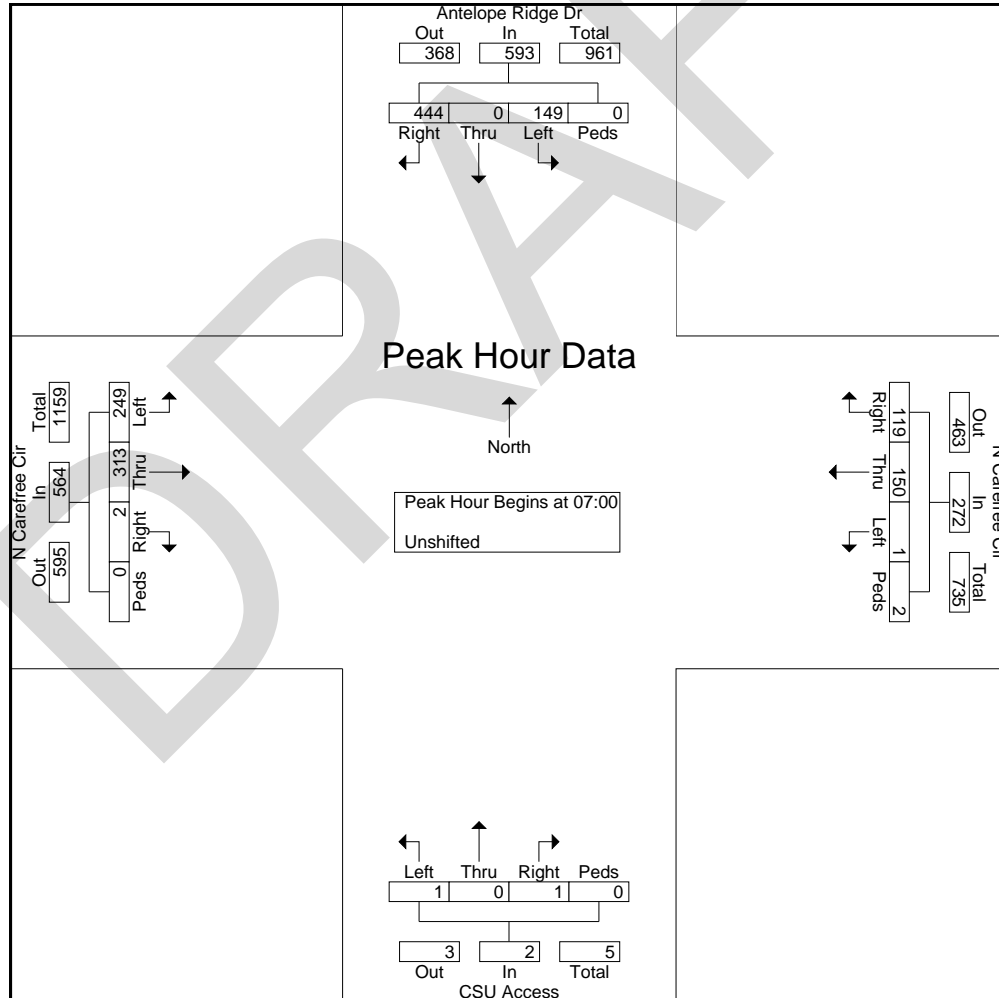 Antelope Ridge Dr
Out In Total
368 593 961
444 0 149 0
Right Thru Left Peds
Peak Hour Data
North
Peak Hour Begins at 07:00
Unshifted
N Carefree Cir
Total In Out
1159 564 595
249 313 2 0
Left Thru Right Peds
N Carefree Cir
Out In Total
463 272 735
119 150 1 2
Right Thru Left Peds
Left Thru Right Peds
1 0 1 0
3 2 5
Out In Total
CSU Access
DRAF